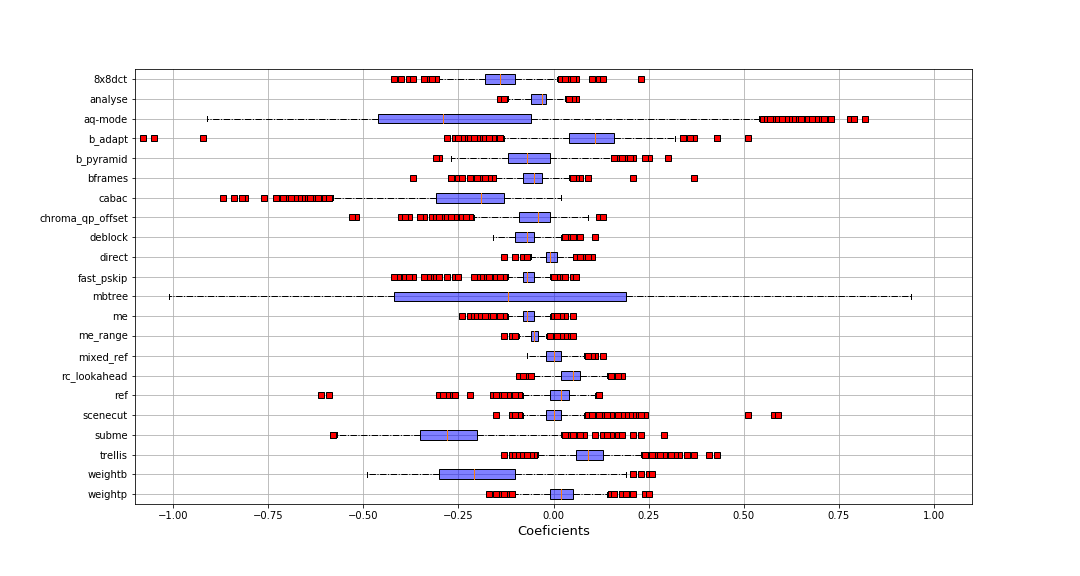 8x8dct
analyse
aq-mode
b_adapt
b_pyramid
bframes
cabac
chroma_qp_offset
deblock
direct
fast_pskip
mbtree
me
me_range
mixed_ref
rc_lookahead
ref
scenecut
subme
trellis
weightb
weightp
−1.00 −0.75 −0.50 −0.25 0.00 0.25 0.50 0.75 1.00
Coeficients